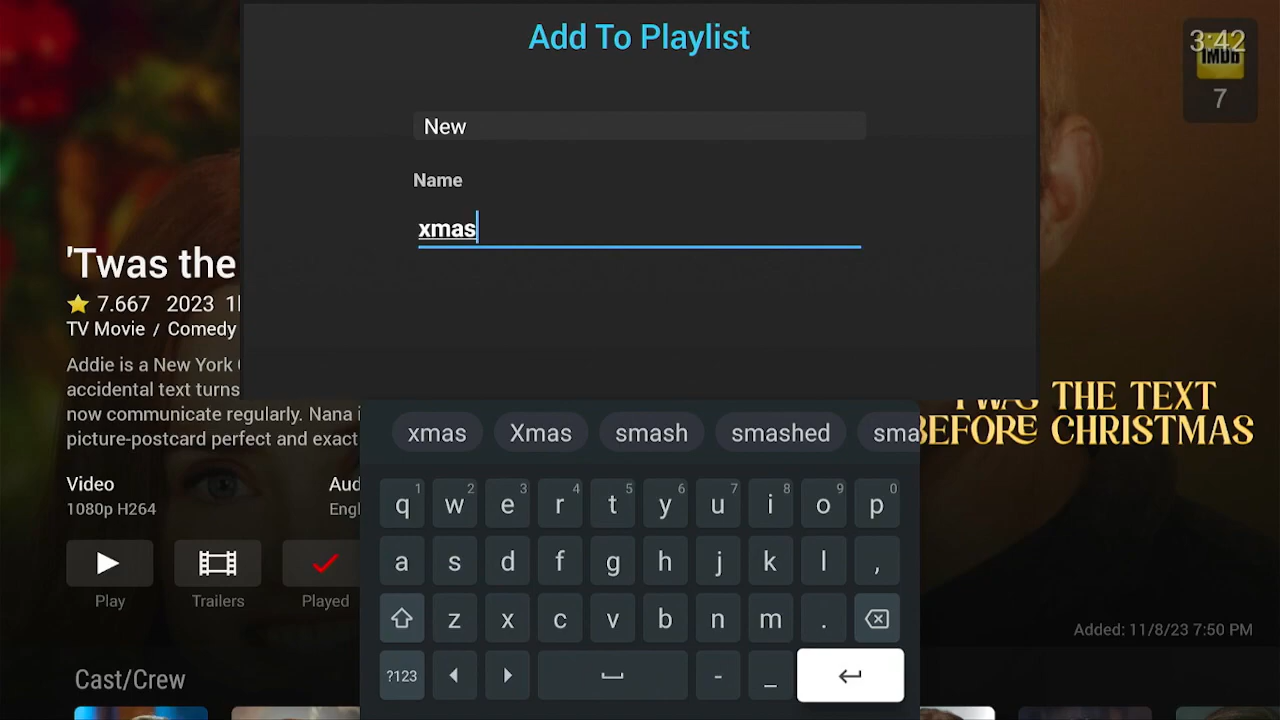 Add To Playlist
3:42
IMDb
7
New
Name
xmas
'Twas the
7.667 2023
TV Movie / Comedy
Addie is a New York
accidental text turns
now communicate regularly. Nana
picture-postcard perfect and exact
THE TEXT
BEFORE CHRISTMAS
Video
1080p H264
xmas Xmas smash smashed sma
q 1 w 2 e 3 r 4 t 5 y 6 u 7 i 8 o 9 p 0
a s d f g h j k l ,
z x c v b n m .
?123 - _
Play
Trailers
Played
Added: 11/8/23 7:50 PM
Cast/Crew